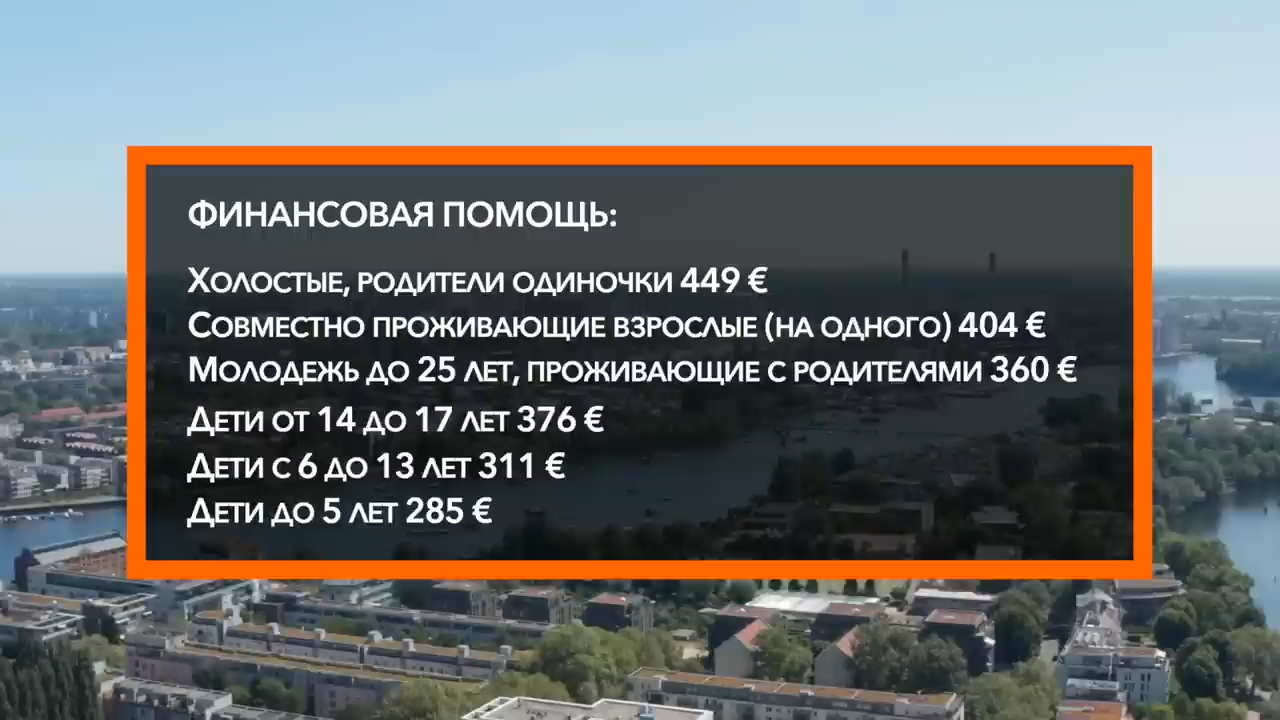 ФИНАНСОВАЯ ПОМОЩЬ:
Холостые, родители одиночки 449 €
Совместно проживающие взрослые (на одного) 404 €
Молодежь до 25 лет, проживающие с родителями 360 €
Дети от 14 до 17 лет 376 €
Дети с 6 до 13 лет 311 €
Дети до 5 лет 285 €